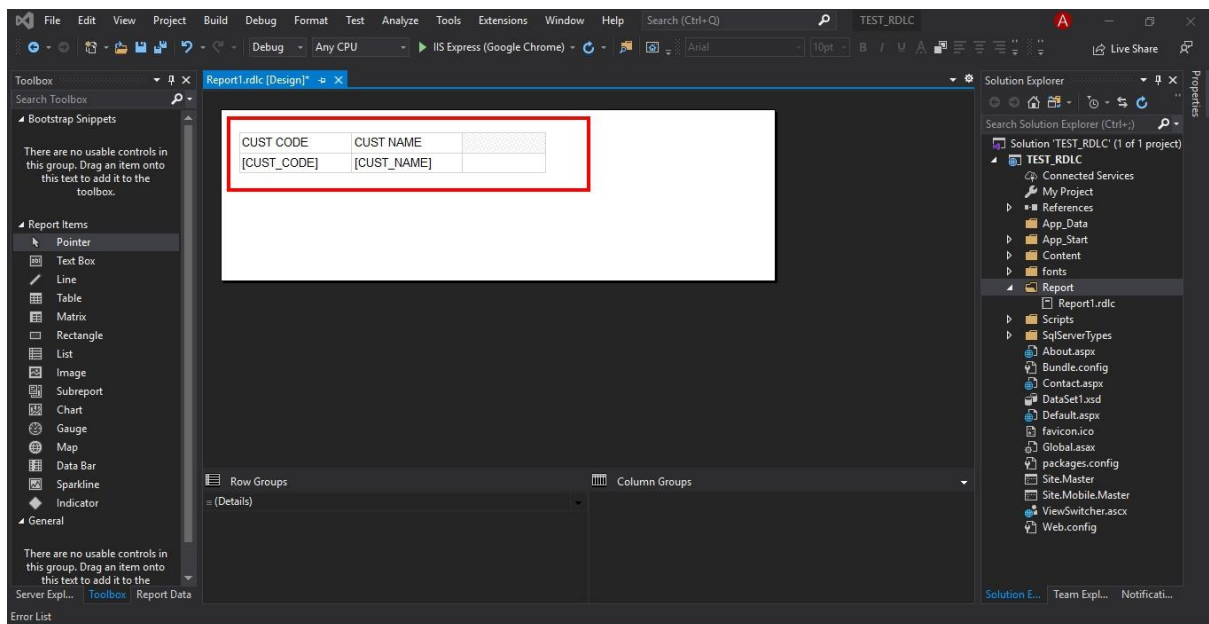 File Edit View Project Build Debug Format Test Analyze Tools Extensions Window Help Search (Ctrl+Q) TEST_RDLC A
Debug Any CPU IIS Express (Google Chrome) Arial 10pt B I U A Live Share
Toolbox
Search Toolbox
Bootstrap Snippets
There are no usable controls in
this group. Drag an item onto
this text to add it to the
toolbox.
Report Items
Pointer
Text Box
Line
Table
Matrix
Rectangle
List
Image
Subreport
Chart
Gauge
Map
Data Bar
Sparkline
Indicator
General
There are no usable controls in
this group. Drag an item onto
this text to add it to the
Server Expl... Toolbox Report Data
Error List
Report1.rdlc [Design]*
CUST CODE CUST NAME
[CUST_CODE] [CUST_NAME]
Row Groups Column Groups
(Details)
Solution Explorer
Search Solution Explorer (Ctrl+;)
Solution 'TEST_RDLC' (1 of 1 project)
TEST_RDLC
Connected Services
My Project
References
App_Data
App_Start
Content
fonts
Report
Report1.rdlc
Scripts
SqlServerTypes
About.aspx
Bundle.config
Contact.aspx
DataSet1.xsd
Default.aspx
favicon.ico
Global.asax
packages.config
Site.Master
Site.Mobile.Master
ViewSwitcher.ascx
Web.config
Solution E... Team Expl... Notificati...
Properties